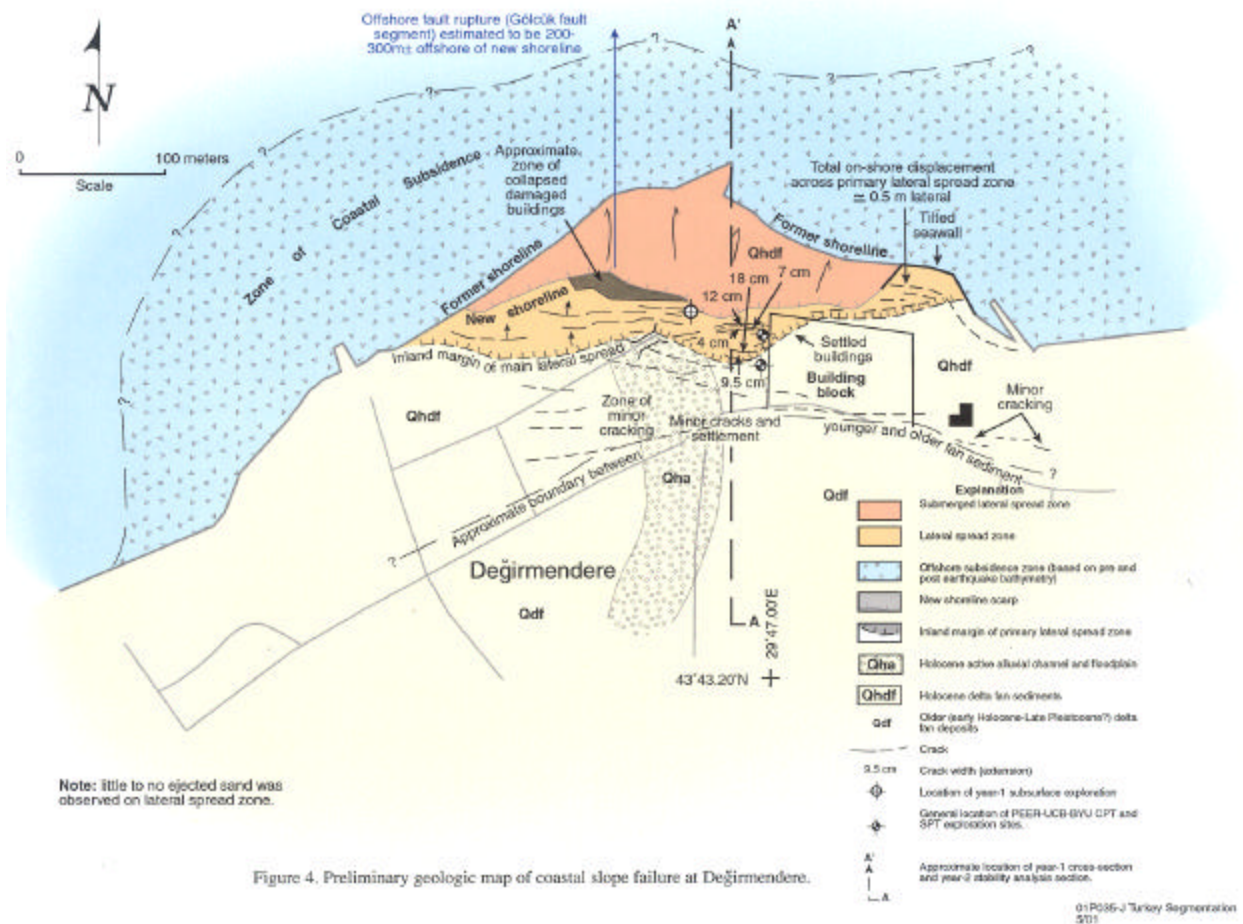 Offshore fault rupture (Gölcük fault
segment) estimated to be 200-
300m± offshore of new shoreline
A'
N
0
100 meters
Scale
?
?
?
?
?
?
?
Zone of Coastal Subsidence
Approximate
zone of
collapsed
damaged
buildings
Total on-shore displacement
across primary lateral spread zone
≅ 0.5 m lateral
Tilted
seawall
Former shoreline
Former shoreline
Qhdf
New shoreline
18 cm
7 cm
12 cm
4 cm
9.5 cm
Inland margin of main lateral spread
Settled
buildings
Building
block
Qhdf
Qhdf
Zone of
minor
cracking
Minor cracks and
settlement
Minor
cracking
Approximate boundary between
younger and older fan sediment
?
?
Qha
Değirmendere
Qdf
Qdf
A
29°47.00'E
43°43.20'N
Explanation
Submerged lateral spread zone
Lateral spread zone
Offshore subsidence zone (based on pre and
post earthquake bathymetry)
New shoreline scarp
Inland margin of primary lateral spread zone
Qha
Holocene active alluvial channel and floodplain
Qhdf
Holocene delta fan sediments
Qdf
Older (early Holocene-Late Pleistocene?) delta
fan deposits
Crack
9.5 cm
Crack width (extension)
Location of year-1 subsurface exploration
General location of PEER-UCB-BYU CPT and
SPT exploration sites.
A'
A
Approximate location of year-1 cross-section
and year-2 stability analysis section.
Note: little to no ejected sand was
observed on lateral spread zone.
Figure 4. Preliminary geologic map of coastal slope failure at Değirmendere.
01P035-J Turkey Segmentation
5/01